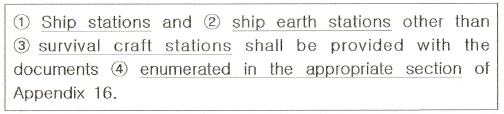 ① Ship stations and ② ship earth stations other than
③ survival craft stations shall be provided with the
documents ④ enumerated in the appropriate section of
Appendix 16.